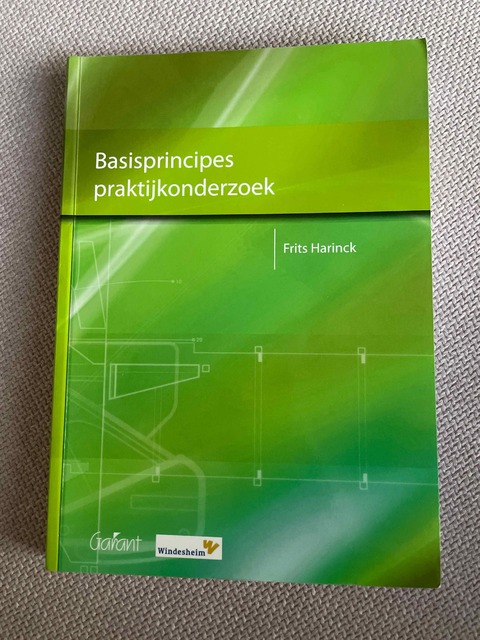 Basisprincipes
praktijkonderzoek
Frits Harinck
Garant
Windesheim